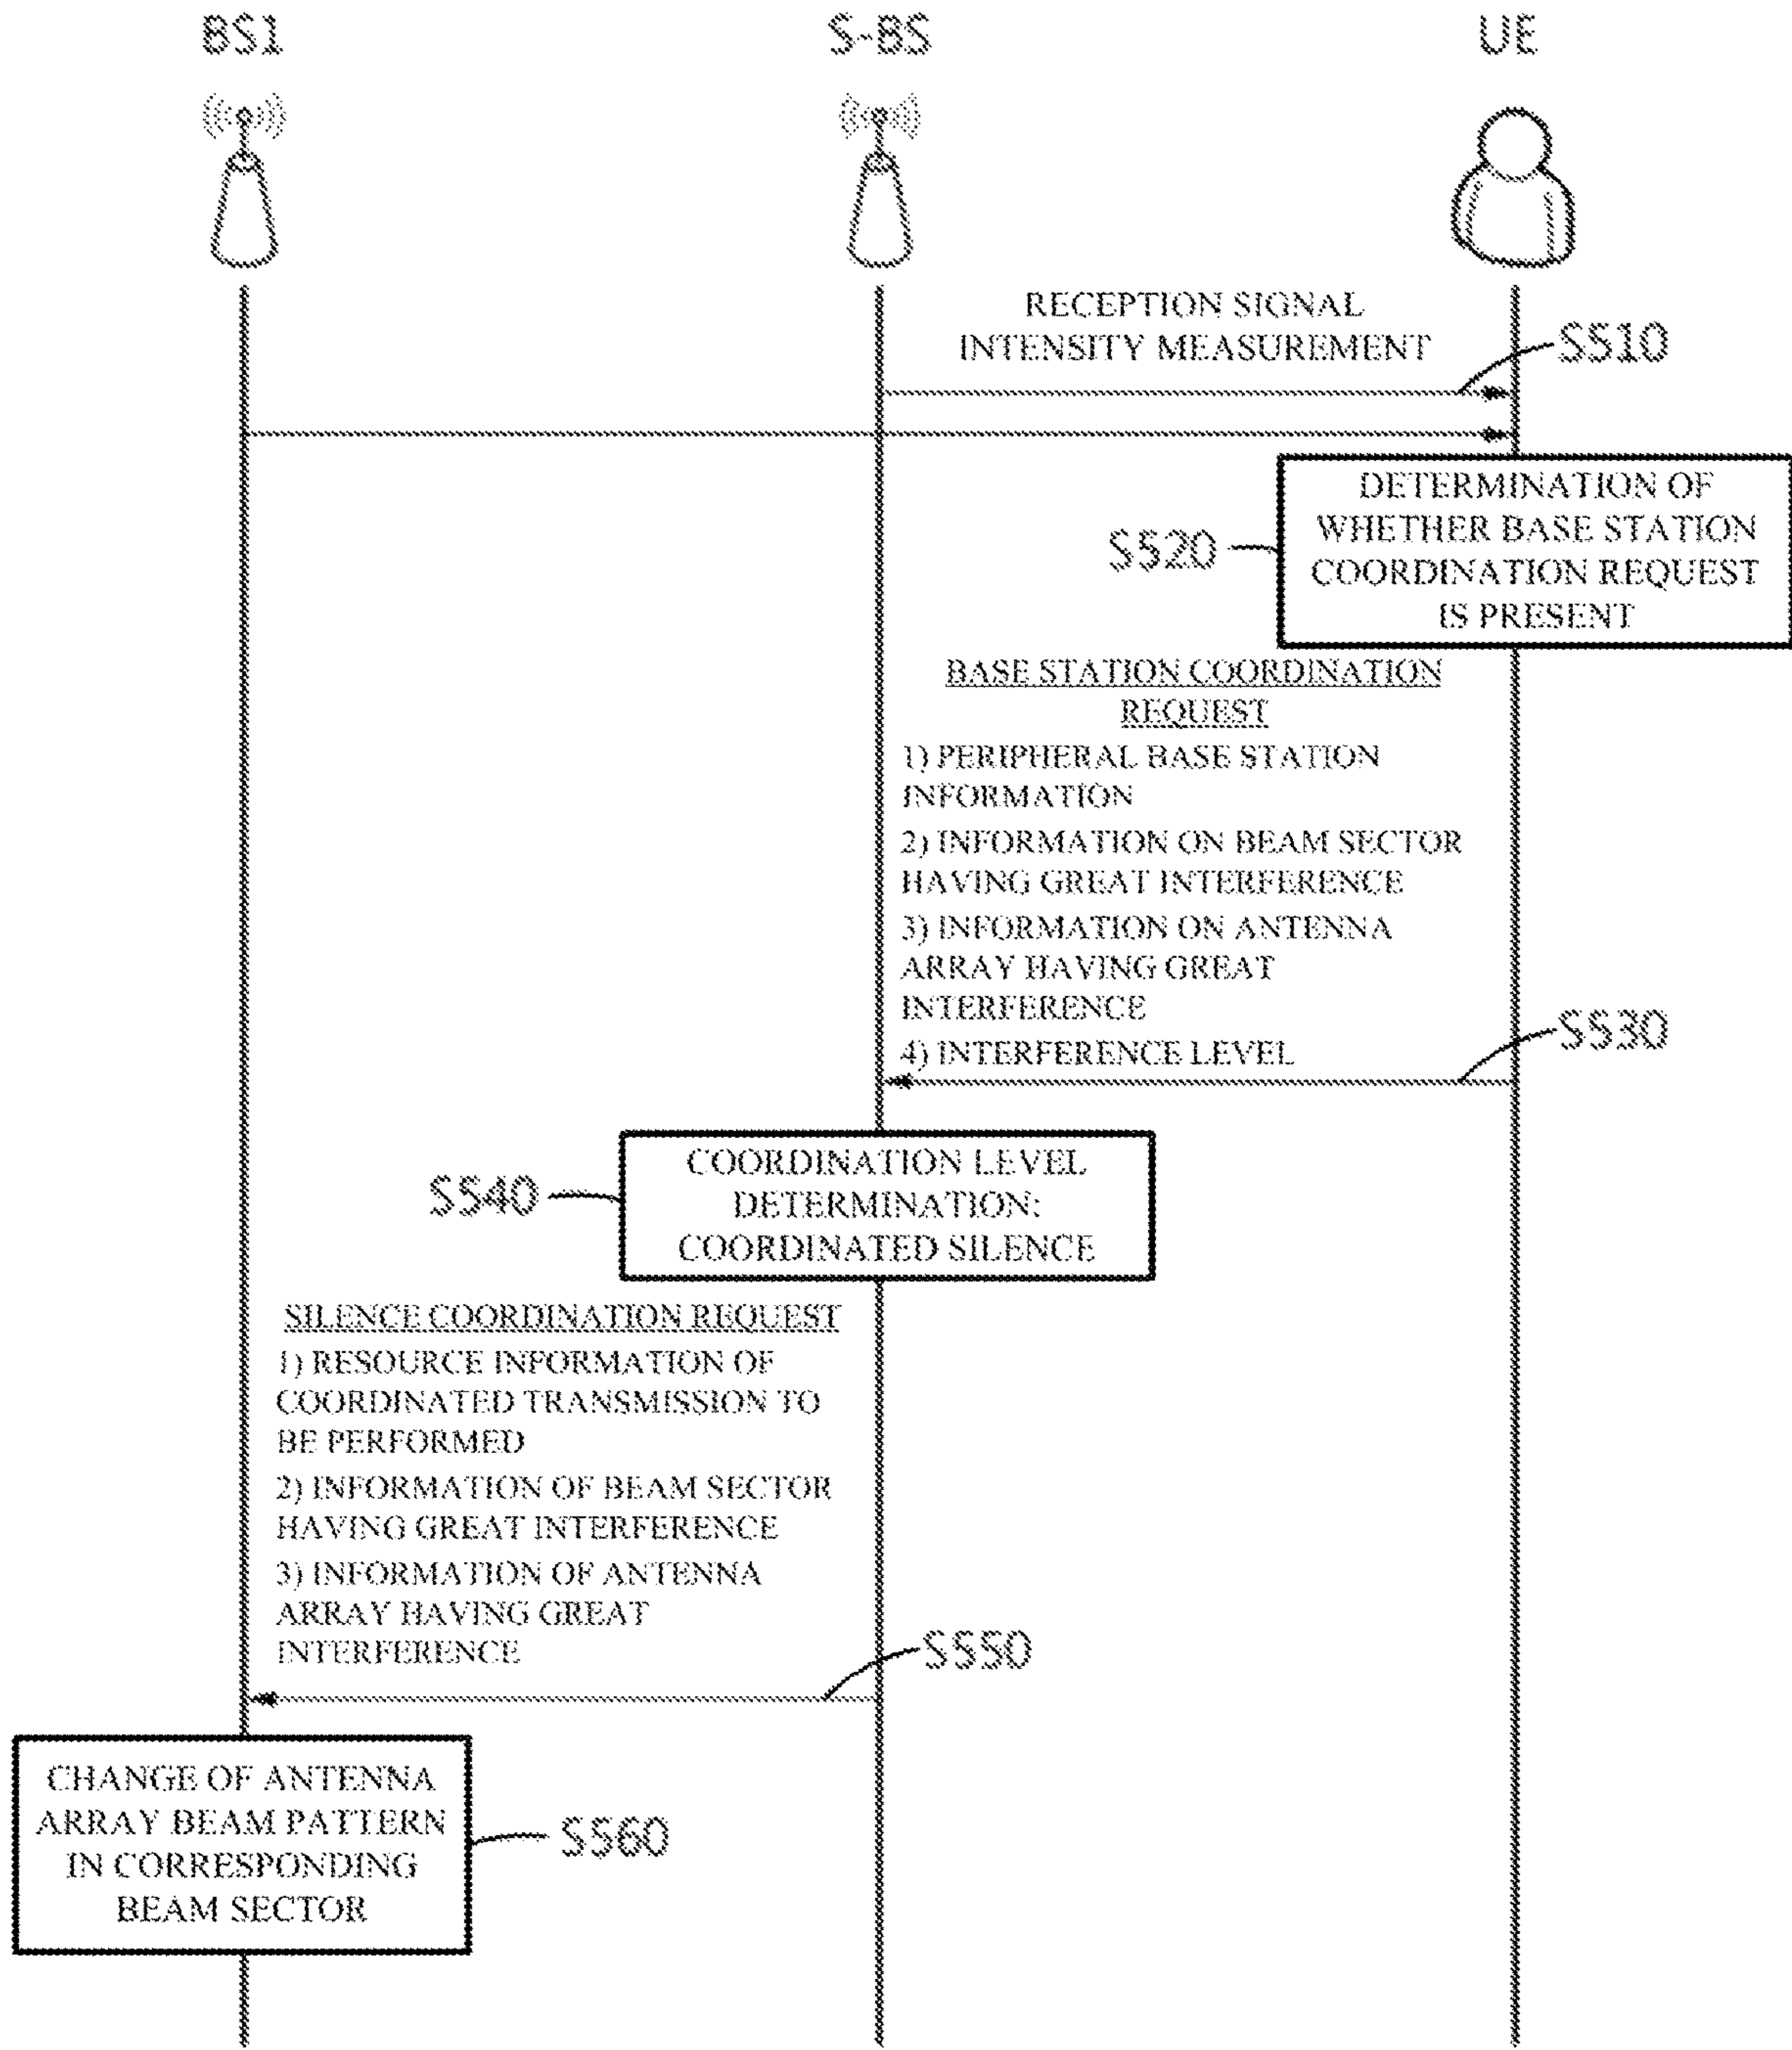 BS1
S-BS
UE
RECEPTION SIGNAL
INTENSITY MEASUREMENT
S510
DETERMINATION OF
WHETHER BASE STATION
COORDINATION REQUEST
IS PRESENT
S520
BASE STATION COORDINATION
REQUEST
1) PERIPHERAL BASE STATION
INFORMATION
2) INFORMATION ON BEAM SECTOR
HAVING GREAT INTERFERENCE
3) INFORMATION ON ANTENNA
ARRAY HAVING GREAT
INTERFERENCE
4) INTERFERENCE LEVEL
S530
COORDINATION LEVEL
DETERMINATION:
COORDINATED SILENCE
S540
SILENCE COORDINATION REQUEST
1) RESOURCE INFORMATION OF
COORDINATED TRANSMISSION TO
BE PERFORMED
2) INFORMATION OF BEAM SECTOR
HAVING GREAT INTERFERENCE
3) INFORMATION OF ANTENNA
ARRAY HAVING GREAT
INTERFERENCE
S550
CHANGE OF ANTENNA
ARRAY BEAM PATTERN
IN CORRESPONDING
BEAM SECTOR
S560